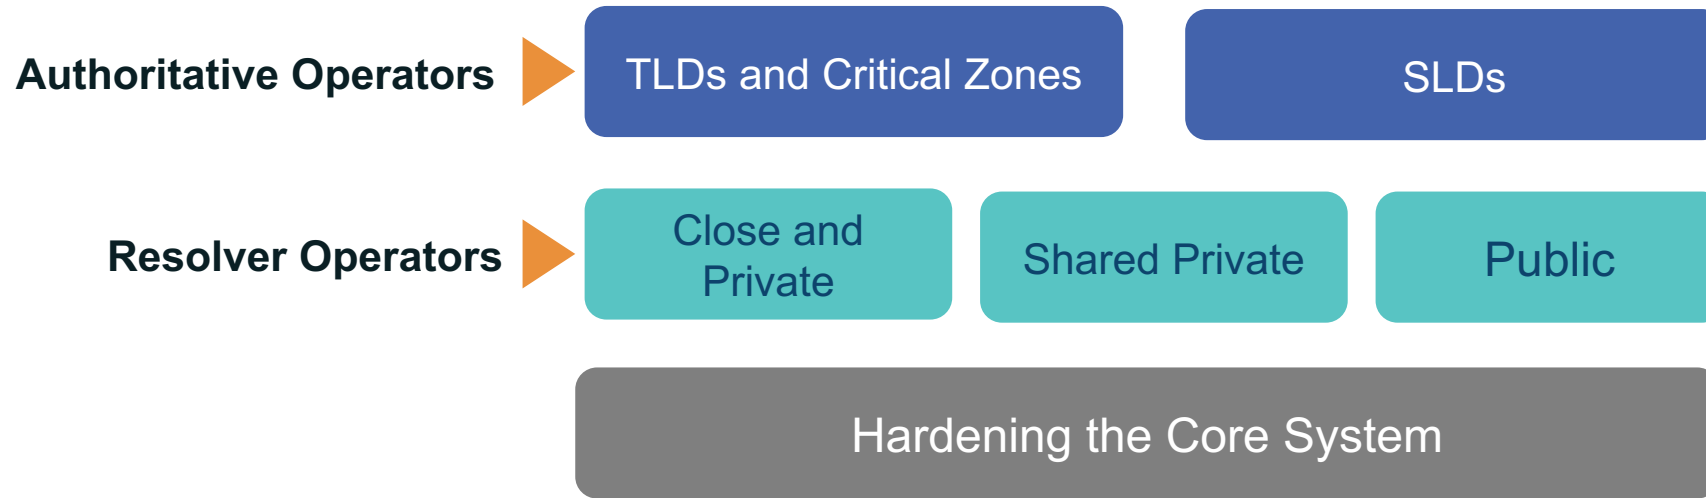 Authoritative Operators
TLDs and Critical Zones
SLDs
Resolver Operators
Close and
Private
Shared Private
Public
Hardening the Core System